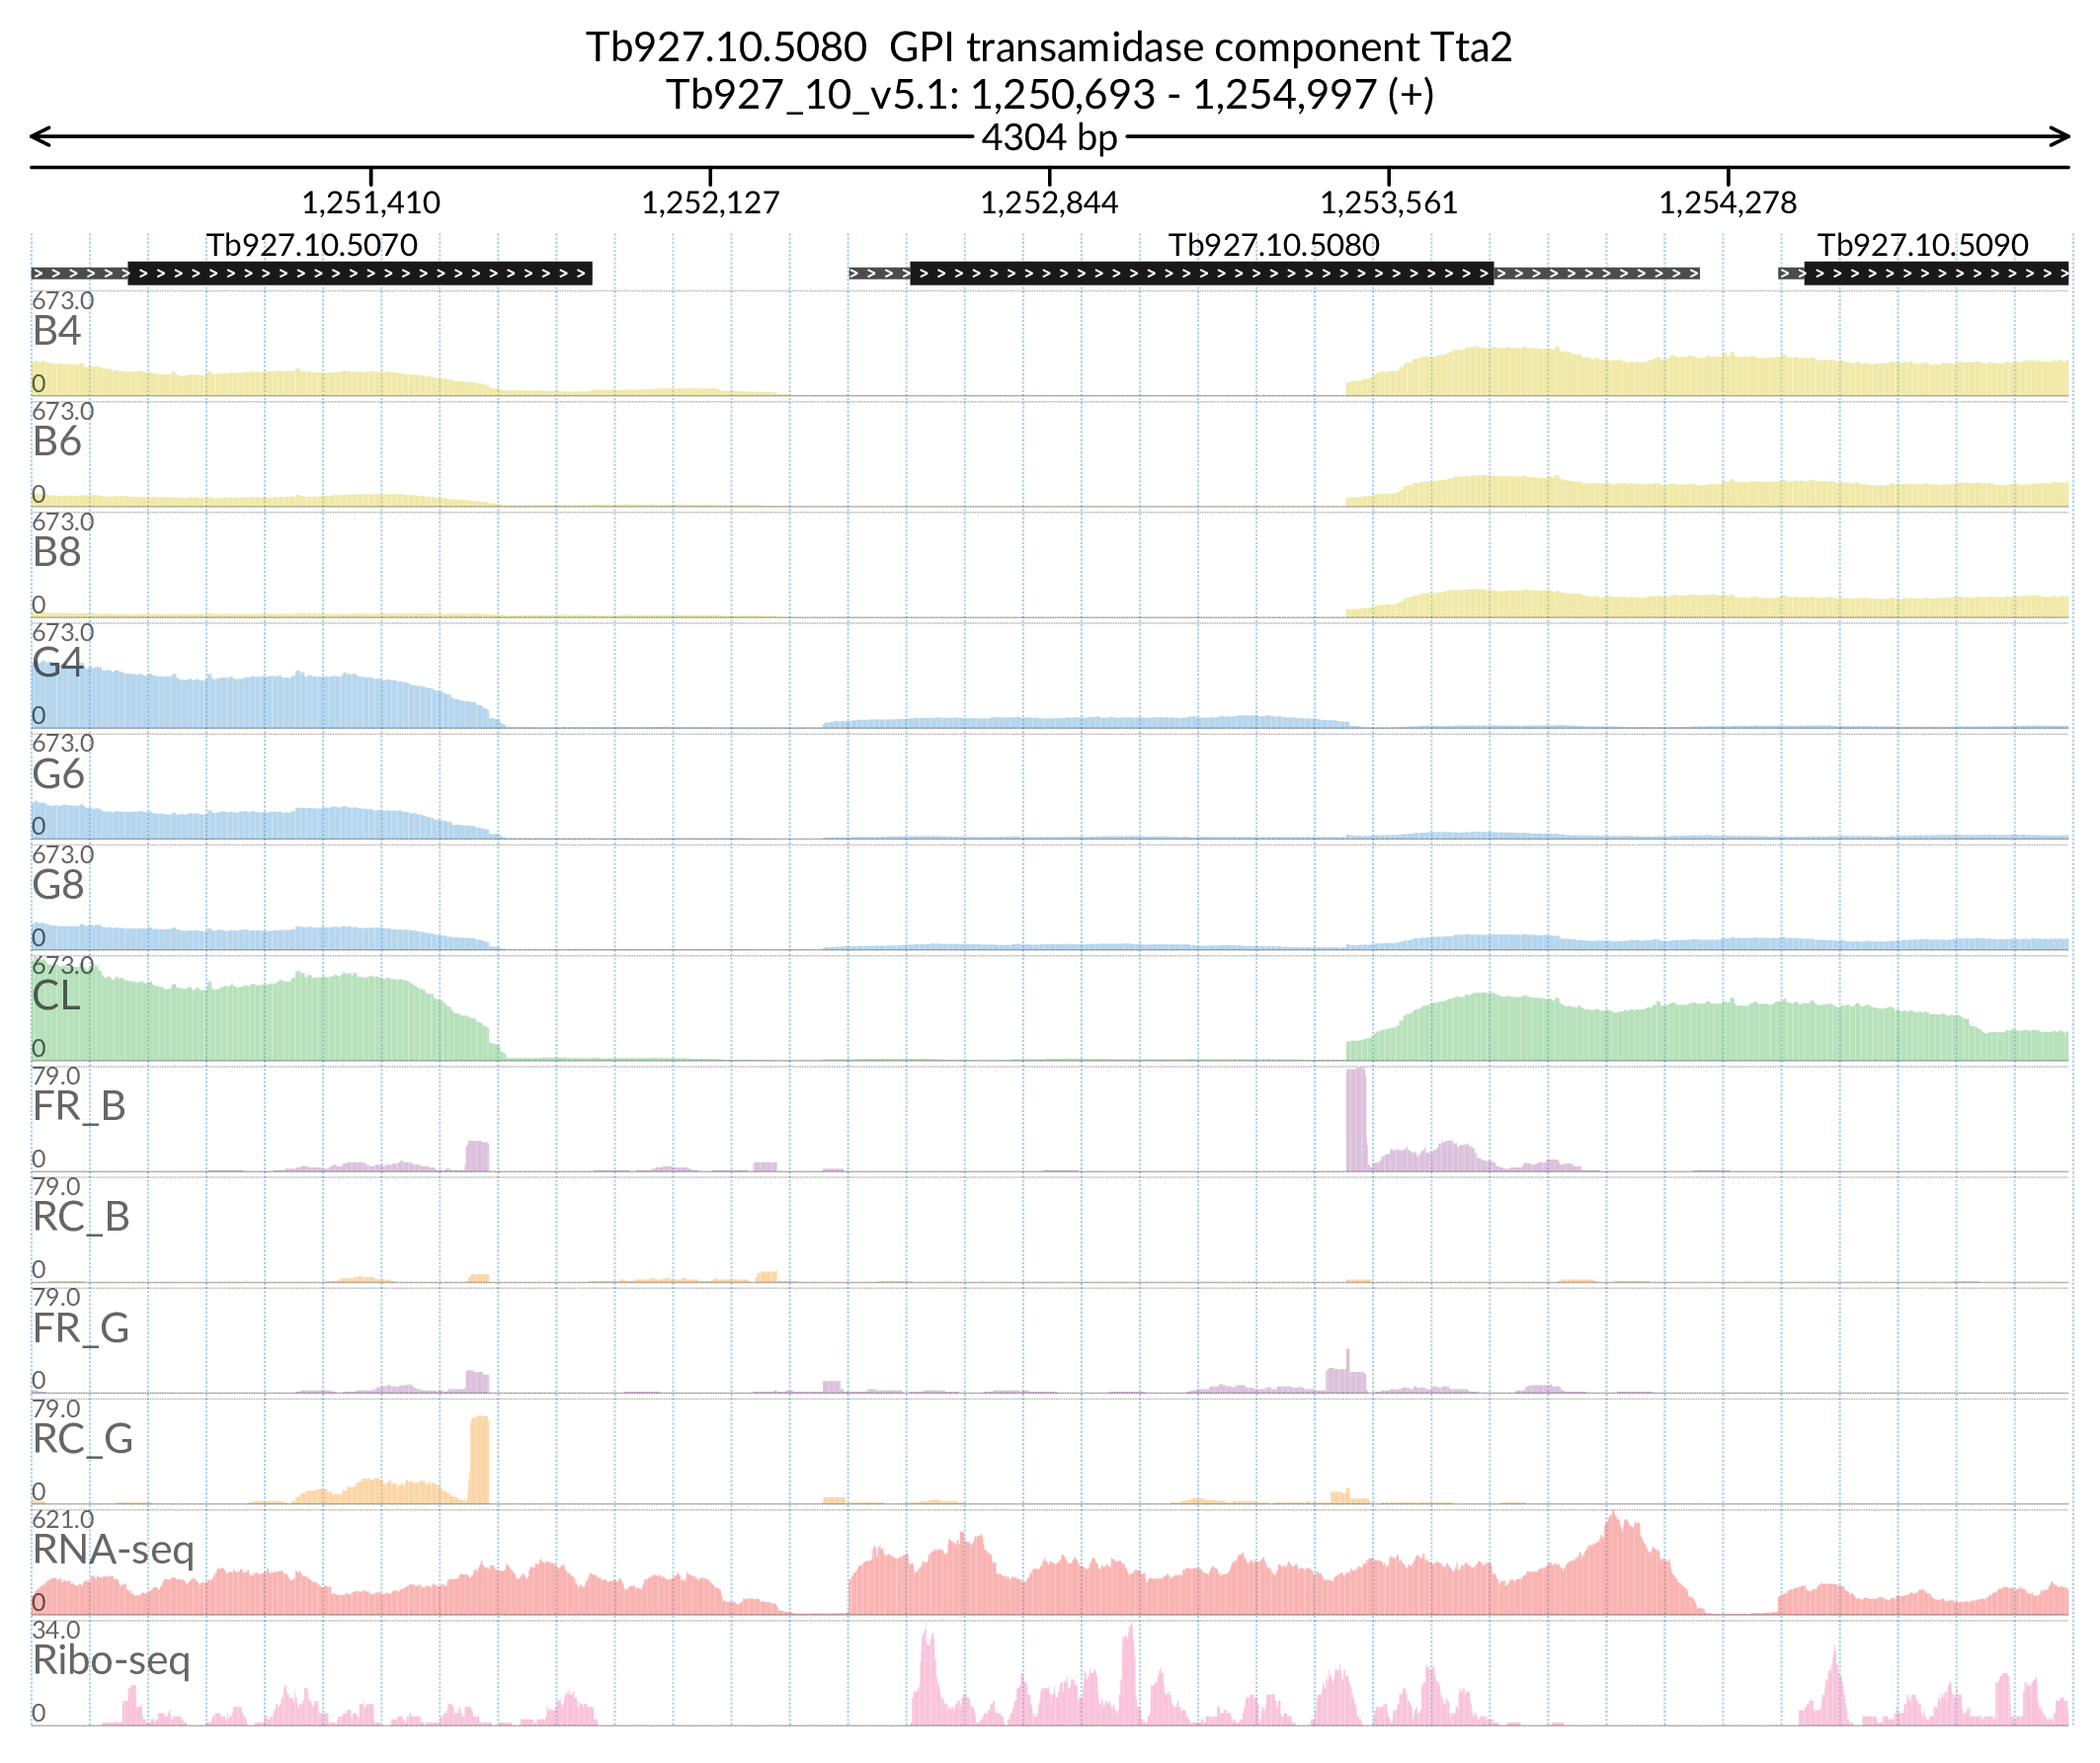 Tb927.10.5080  GPI transamidase component Tta2
Tb927_10_v5.1: 1,250,693 - 1,254,997 (+)
4304 bp
1,251,410 1,252,127 1,252,844 1,253,561 1,254,278
Tb927.10.5070 Tb927.10.5080 Tb927.10.5090
673.0
B4
0
673.0
B6
0
673.0
B8
0
673.0
G4
0
673.0
G6
0
673.0
G8
0
673.0
CL
0
79.0
FR_B
0
79.0
RC_B
0
79.0
FR_G
0
79.0
RC_G
0
621.0
RNA-seq
0
34.0
Ribo-seq
0